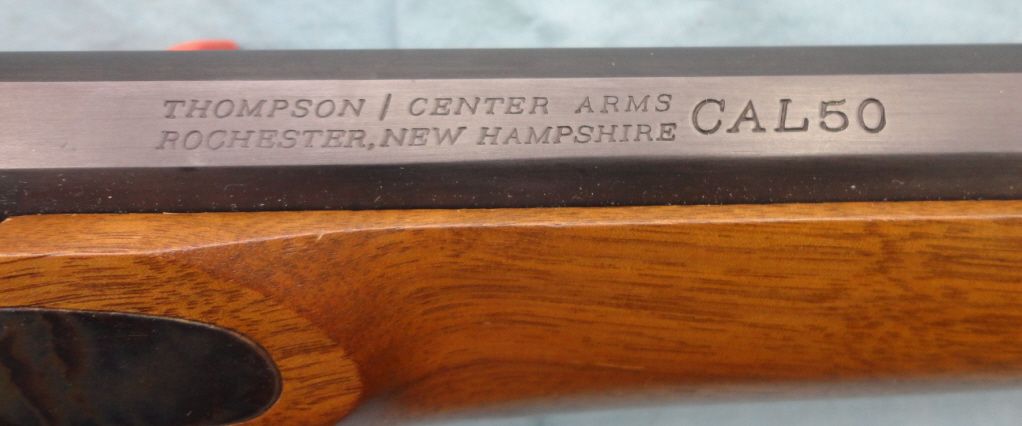 THOMPSON / CENTER ARMS
ROCHESTER, NEW HAMPSHIRE
CAL50